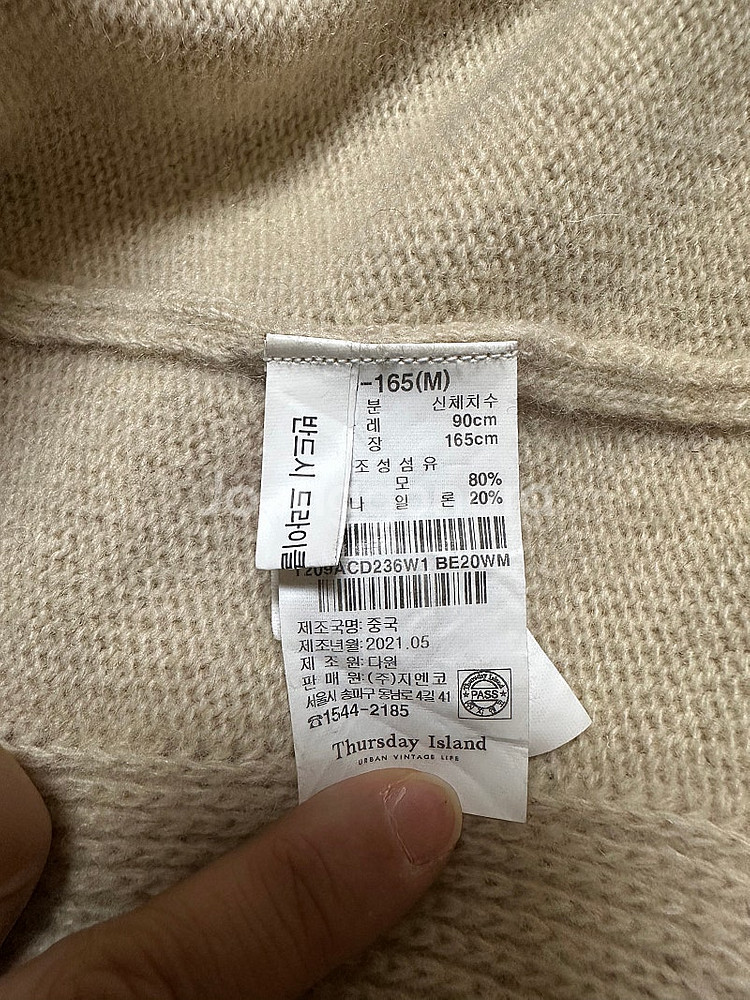 반드시 드라이클
-165(M)
분 신체치수
레 90cm
장 165cm
조성섬유
모 80%
나 일 론 20%
T209ACD236W1 BE20WM
제조국명: 중국
제조년월: 2021.05
제 조 원: 다원
판 매 원: (주)지엔코
서울시 송파구 동남로 4길 41
☎1544-2185
Thursday Island
PASS
Thursday Island
URBAN VINTAGE LIFE